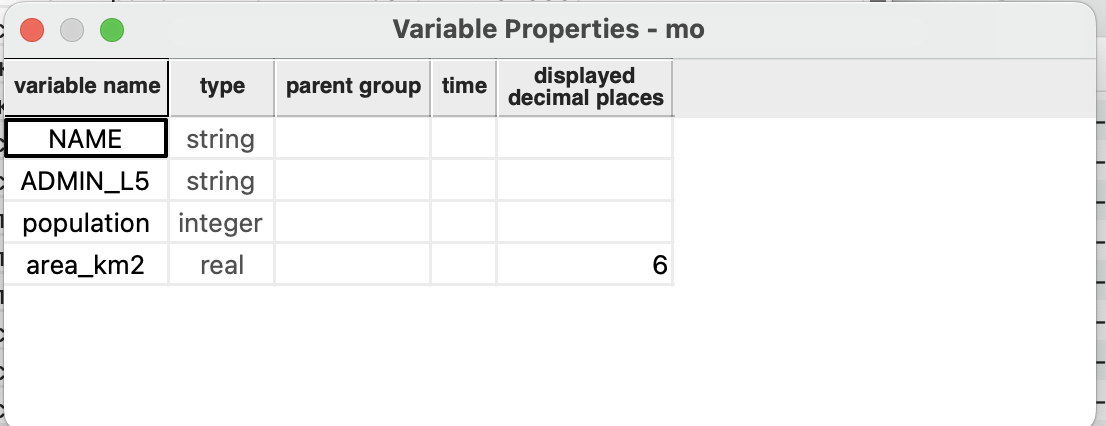 Variable Properties - mo
variable name type parent group time displayed decimal places
NAME string
ADMIN_L5 string
population integer
area_km2 real 6